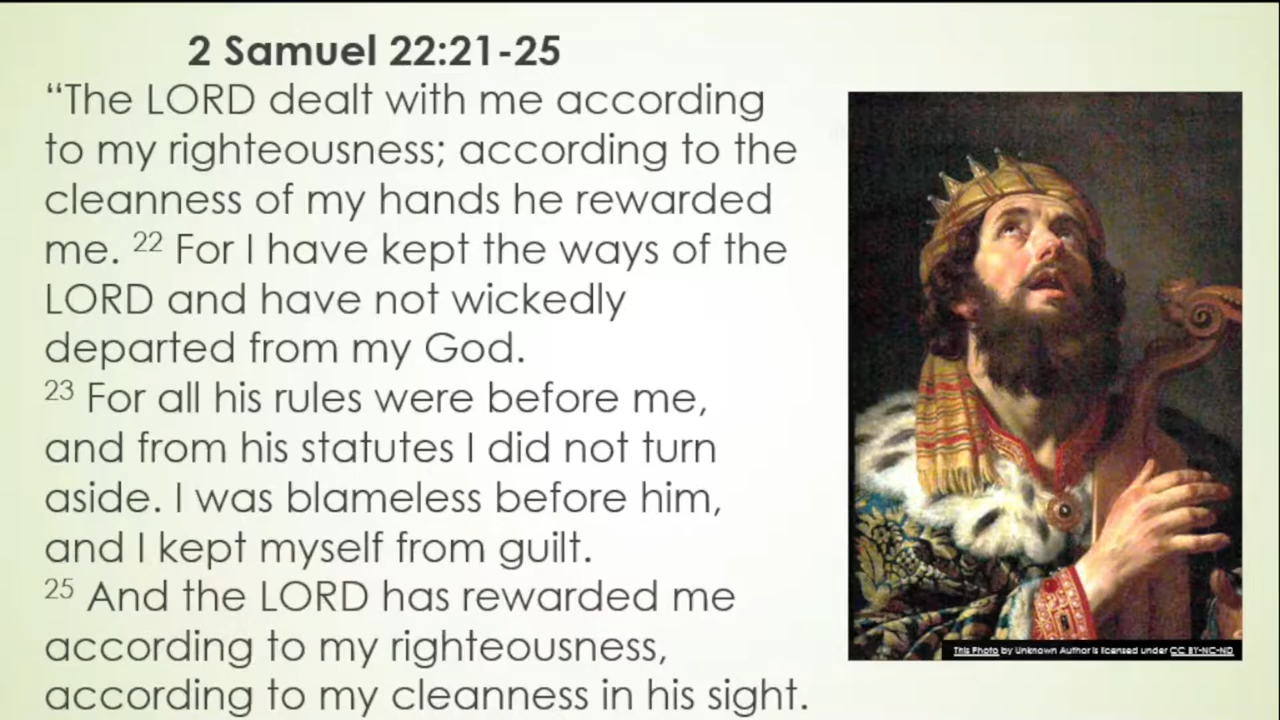 2 Samuel 22:21-25
“The LORD dealt with me according
to my righteousness; according to the
cleanness of my hands he rewarded
me. 22 For I have kept the ways of the
LORD and have not wickedly
departed from my God.
23 For all his rules were before me,
and from his statutes I did not turn
aside. I was blameless before him,
and I kept myself from guilt.
25 And the LORD has rewarded me
according to my righteousness,
according to my cleanness in his sight.
This Photo by Unknown Author is licensed under CC BY-NC-ND